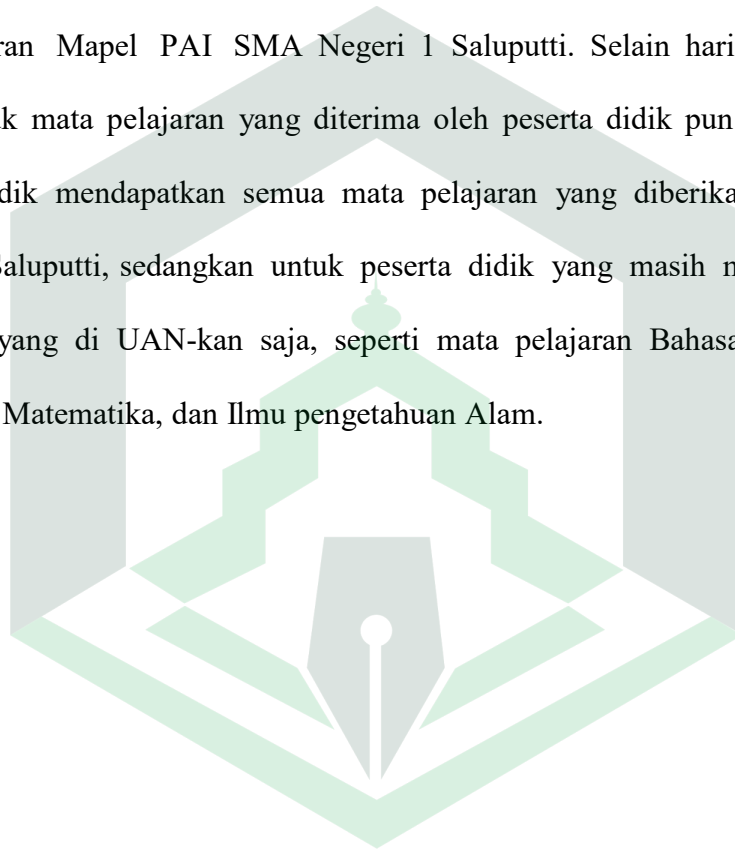 ran Mapel PAI SMA Negeri 1 Saluputti. Selain hari
k mata pelajaran yang diterima oleh peserta didik pun
dik mendapatkan semua mata pelajaran yang diberika
Saluputti, sedangkan untuk peserta didik yang masih m
yang di UAN-kan saja, seperti mata pelajaran Bahasa
Matematika, dan Ilmu pengetahuan Alam.